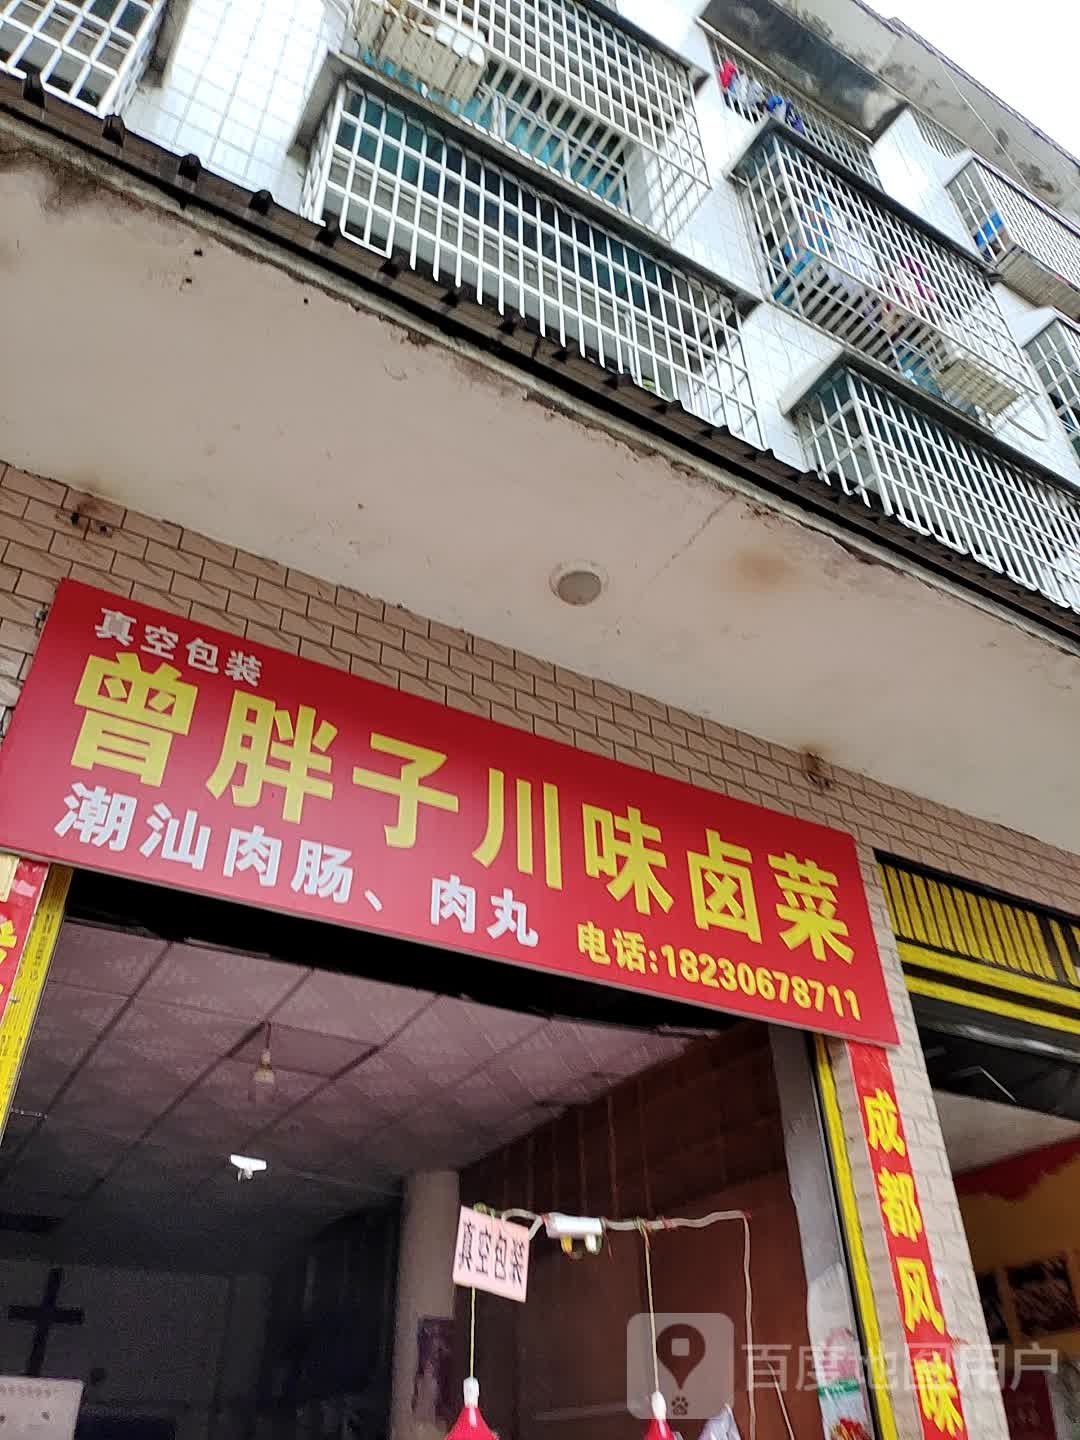 真空包装
曾胖子川味卤菜
潮汕肉肠、肉丸
电话:18230678711
成都风味
真空包装
百度地图用户